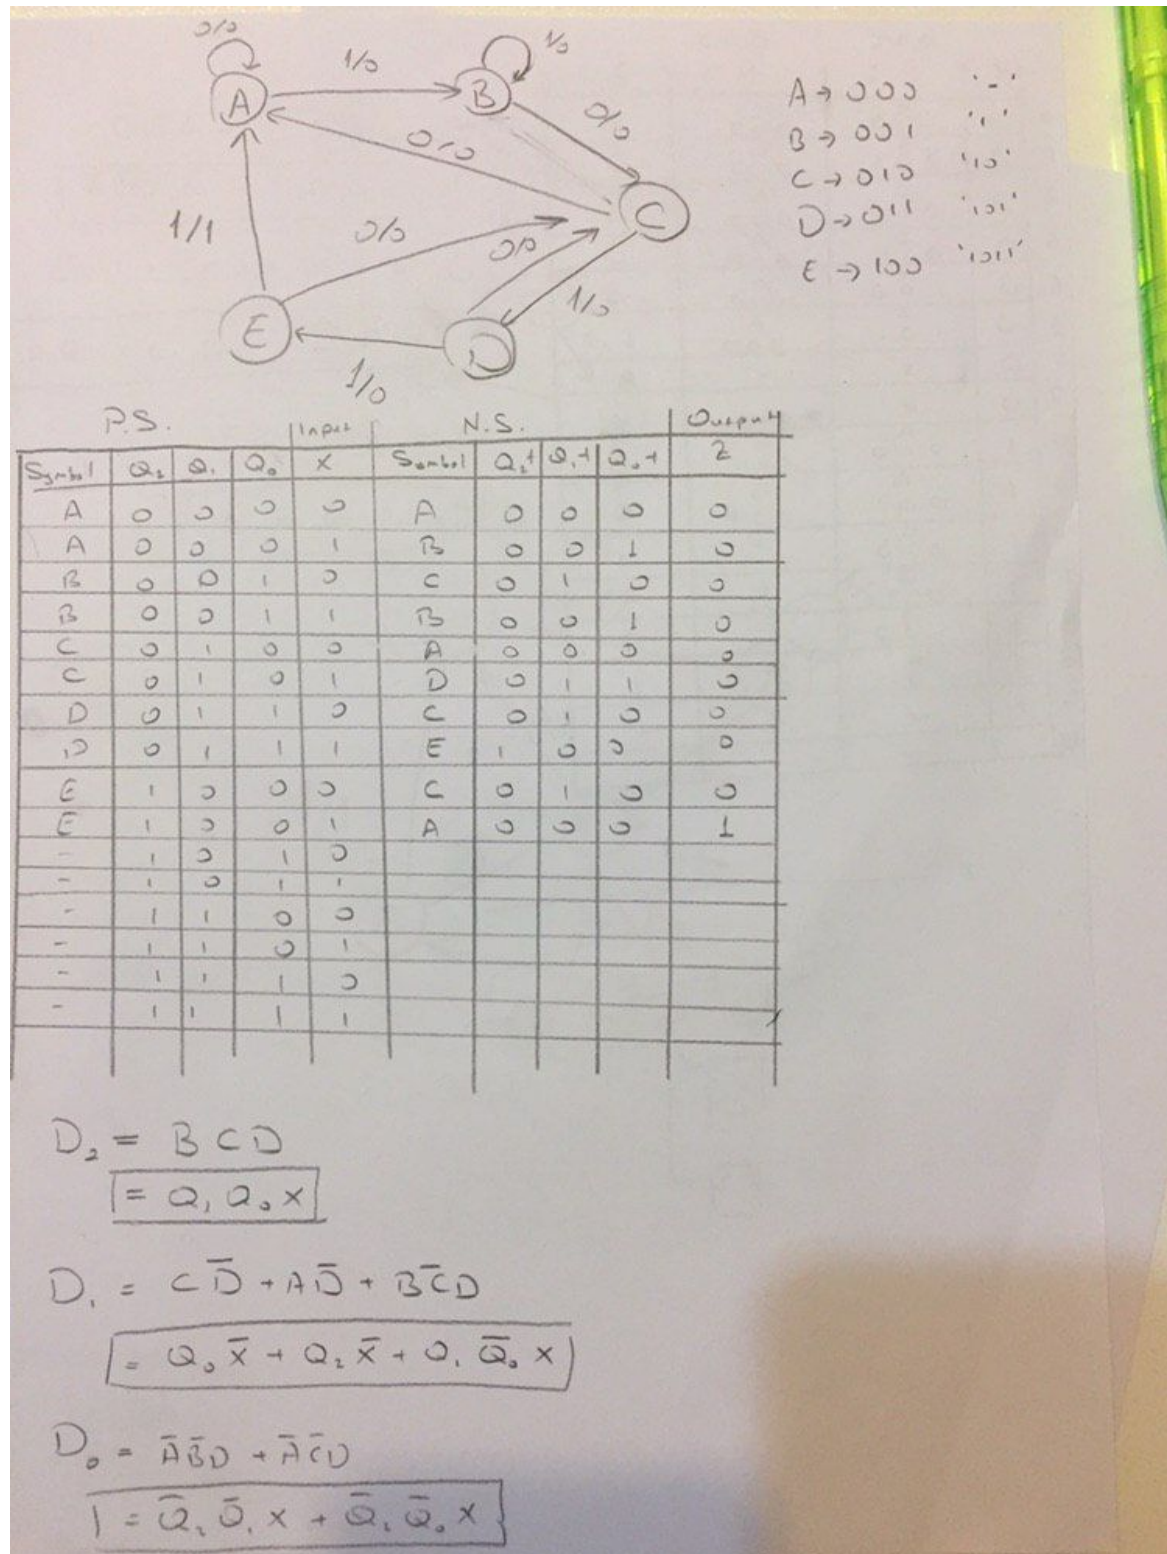 0/0
1/0
1/0
A
B
0/0
0/0
C
1/1
0/0
0/0
1/0
E
D
1/0
A → 000 '-'
B → 001 '1'
C → 010 '10'
D → 011 '101'
E → 100 '1011'
P.S. Input N.S. Output
Symbol Q₂ Q₁ Q₀ X Symbol Q₂+ Q₁+ Q₀+ Z
A 0 0 0 0 A 0 0 0 0
A 0 0 0 1 B 0 0 1 0
B 0 0 1 0 C 0 1 0 0
B 0 0 1 1 B 0 0 1 0
C 0 1 0 0 A 0 0 0 0
C 0 1 0 1 D 0 1 1 0
D 0 1 1 0 C 0 1 0 0
D 0 1 1 1 E 1 0 0 0
E 1 0 0 0 C 0 1 0 0
E 1 0 0 1 A 0 0 0 1
- 1 0 1 0
- 1 0 1 1
- 1 1 0 0
- 1 1 0 1
- 1 1 1 0
- 1 1 1 1
D₂ = B C D
= Q₁ Q₀ X
D₁ = C D̅ + A D̅ + B C̅ D
= Q₀ X̅ + Q₂ X̅ + Q₁ Q̅₀ X
D₀ = A̅ B̅ D + A̅ C̅ D
= Q̅₂ Q̅₁ X + Q̅₂ Q̅₀ X